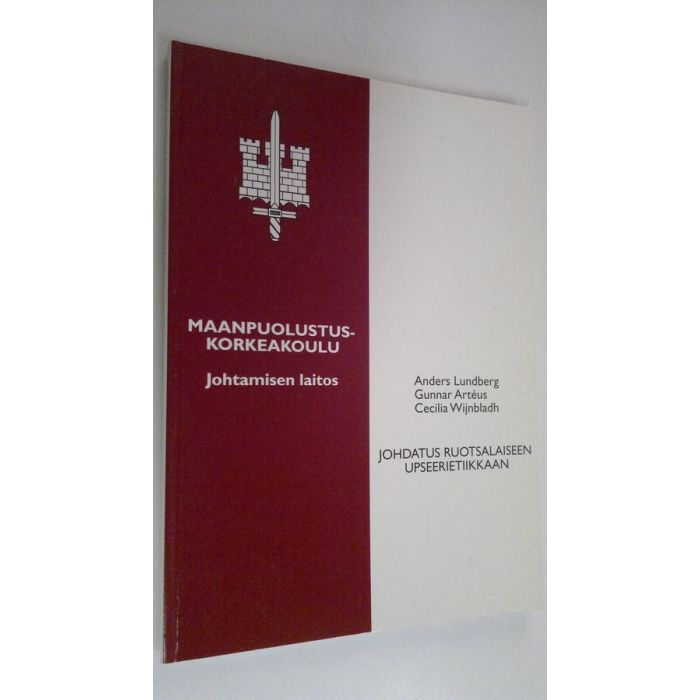 MAANPUOLUSTUS-
KORKEAKOULU
Johtamisen laitos
Anders Lundberg
Gunnar Artéus
Cecilia Wijnbladh
JOHDATUS RUOTSALAISEEN
UPSEERIETIIKKAAN